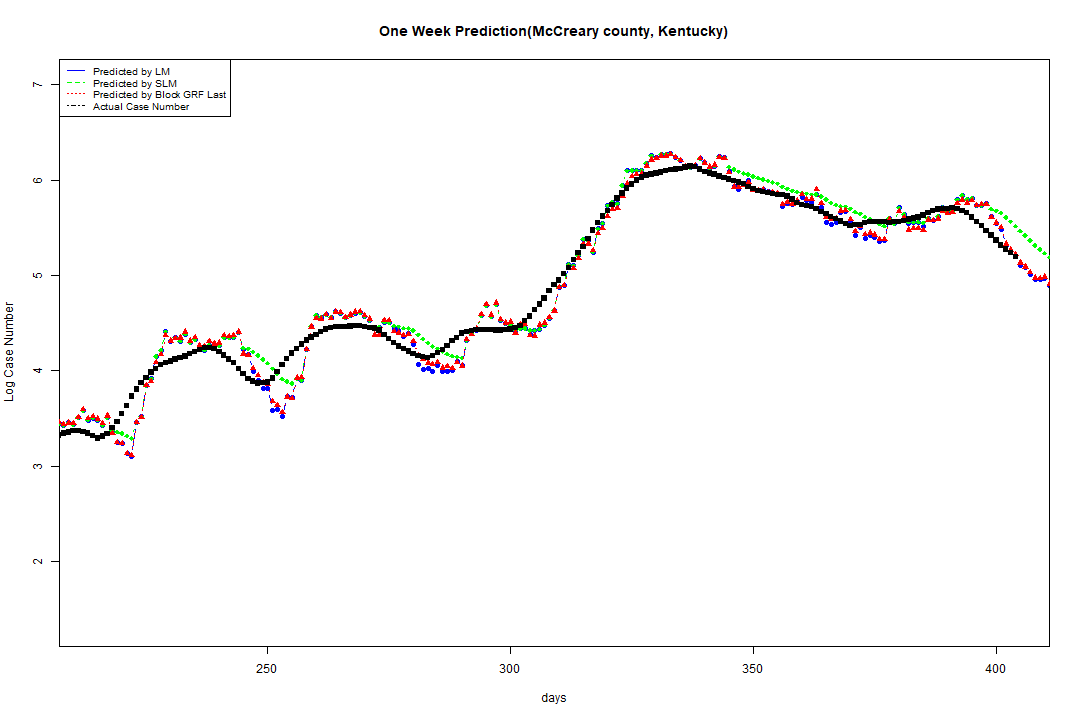 One Week Prediction(McCreary county, Kentucky)
Predicted by LM
Predicted by SLM
Predicted by Block GRF Last
Actual Case Number
7
6
5
4
3
2
Log Case Number
250 300 350 400
days